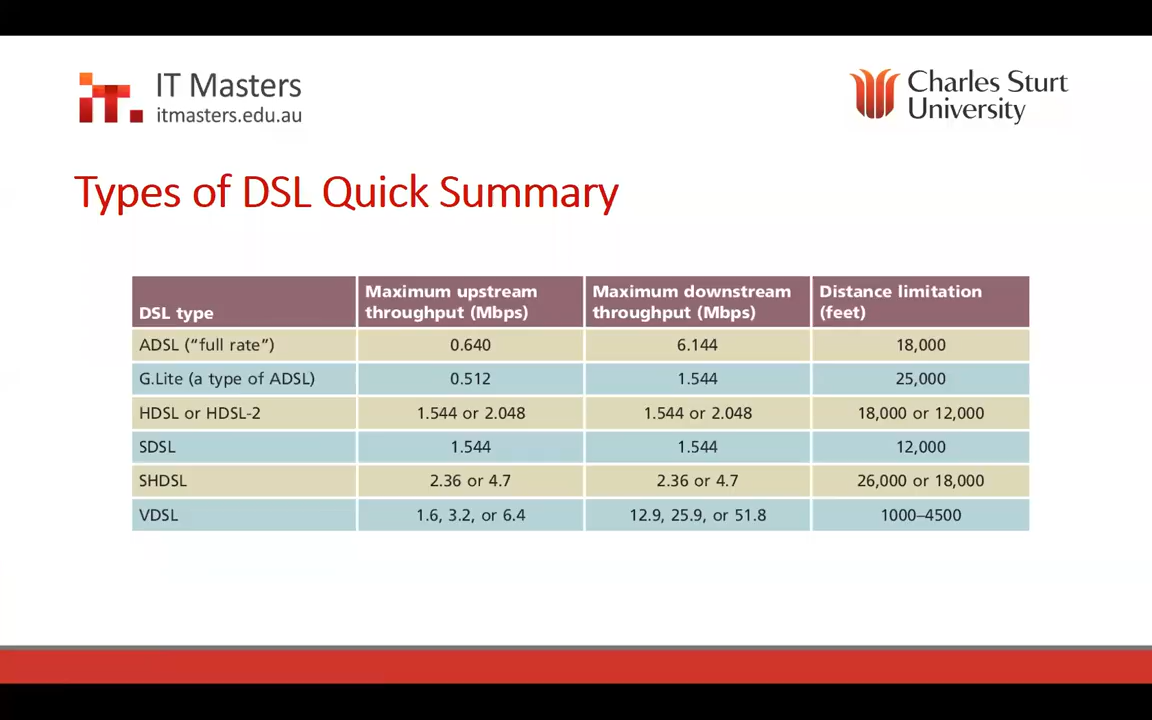 IT Masters
itmasters.edu.au
Charles Sturt
University
Types of DSL Quick Summary
DSL type Maximum upstream throughput (Mbps) Maximum downstream throughput (Mbps) Distance limitation (feet)
ADSL (“full rate”) 0.640 6.144 18,000
G.Lite (a type of ADSL) 0.512 1.544 25,000
HDSL or HDSL-2 1.544 or 2.048 1.544 or 2.048 18,000 or 12,000
SDSL 1.544 1.544 12,000
SHDSL 2.36 or 4.7 2.36 or 4.7 26,000 or 18,000
VDSL 1.6, 3.2, or 6.4 12.9, 25.9, or 51.8 1000–4500